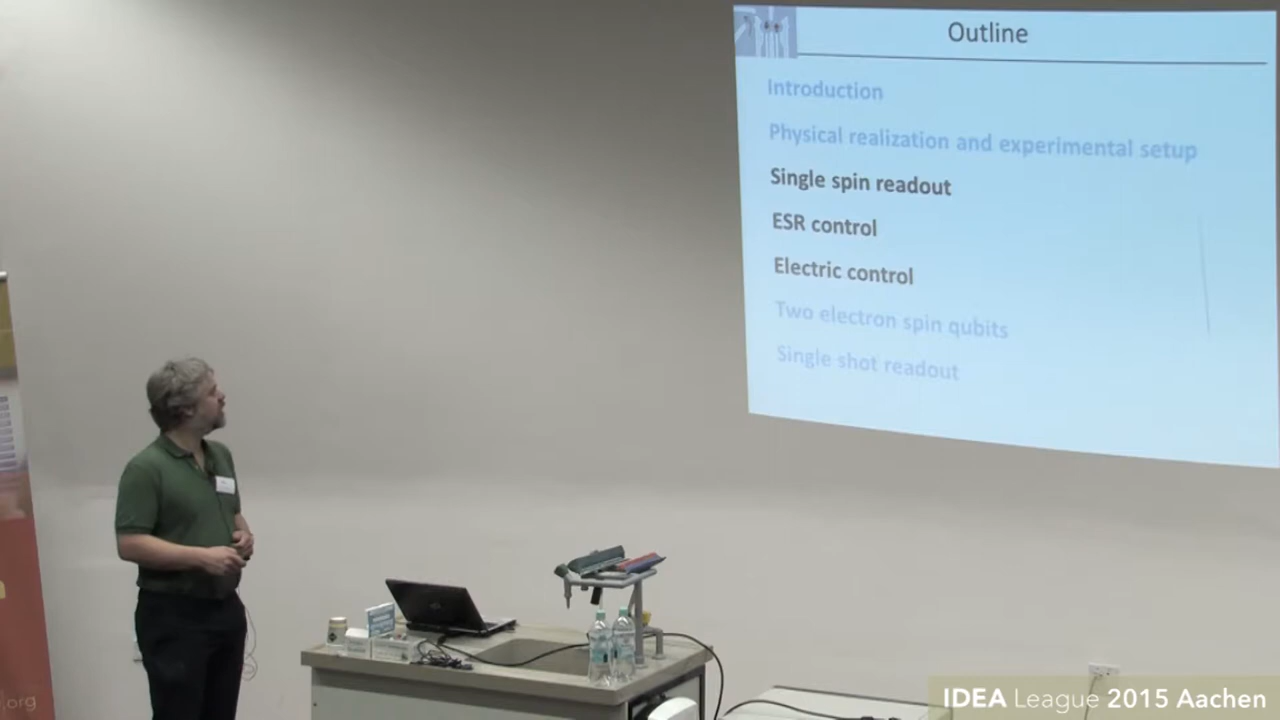 Outline
Introduction
Physical realization and experimental setup
Single spin readout
ESR control
Electric control
Two electron spin qubits
Single shot readout
.org
IDEA League 2015 Aachen